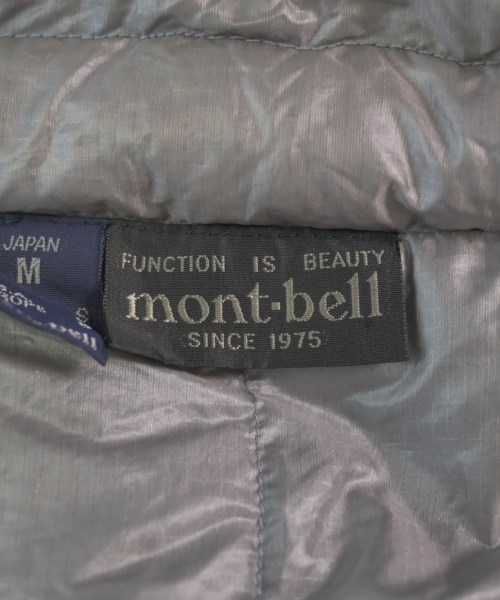 JAPAN
M
FUNCTION IS BEAUTY
mont-bell
SINCE 1975